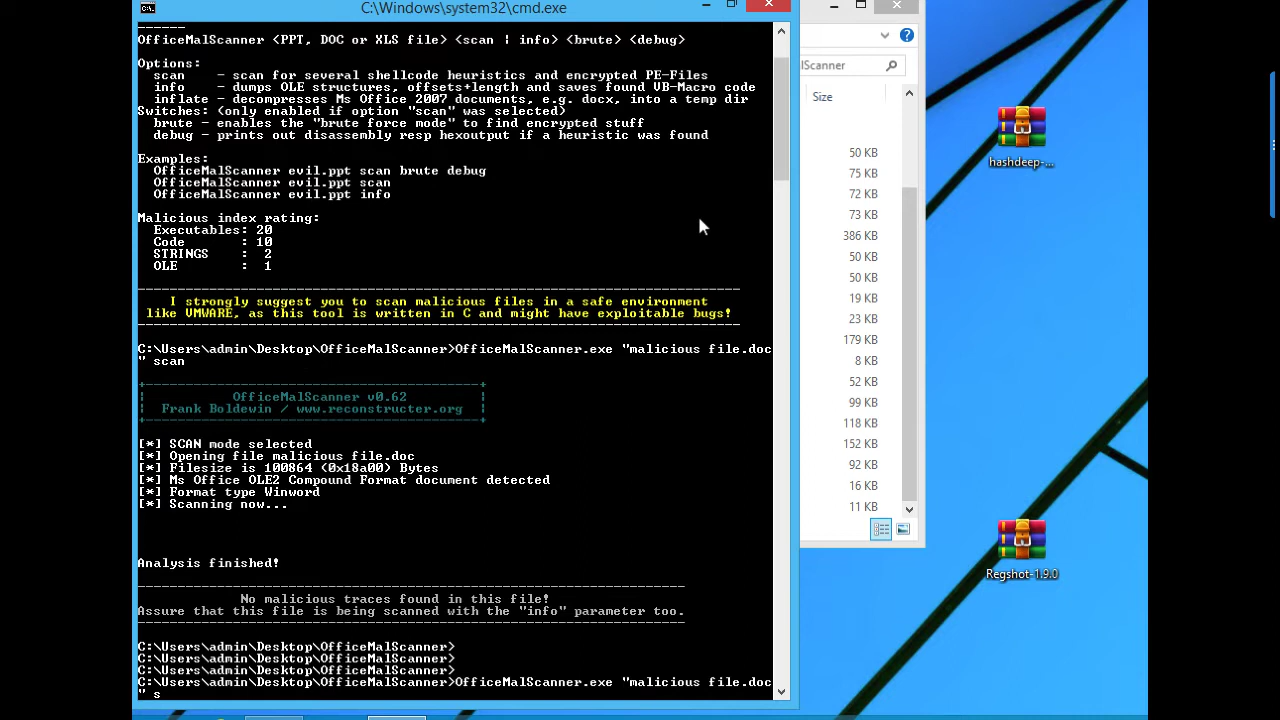 C:\Windows\system32\cmd.exe
OfficeMalScanner <PPT, DOC or XLS file> <scan | info> <brute> <debug>
Options:
scan - scan for several shellcode heuristics and encrypted PE-Files
info - dumps OLE structures, offsets+length and saves found VB-Macro code
inflate - decompresses Ms Office 2007 documents, e.g. docx, into a temp dir
Switches: (only enabled if option "scan" was selected)
brute - enables the "brute force mode" to find encrypted stuff
debug - prints out disassembly resp hexoutput if a heuristic was found
Examples:
OfficeMalScanner evil.ppt scan brute debug
OfficeMalScanner evil.ppt scan
OfficeMalScanner evil.ppt info
Malicious index rating:
Executables: 20
Code : 10
STRINGS : 2
OLE : 1
I strongly suggest you to scan malicious files in a safe environment
like VMWARE, as this tool is written in C and might have exploitable bugs!
C:\Users\admin\Desktop\OfficeMalScanner>OfficeMalScanner.exe "malicious file.doc
" scan
OfficeMalScanner v0.62
Frank Boldewin / www.reconstructer.org
[*] SCAN mode selected
[*] Opening file malicious file.doc
[*] Filesize is 100864 (0x18a00) Bytes
[*] Ms Office OLE2 Compound Format document detected
[*] Format type Winword
[*] Scanning now...
Analysis finished!
No malicious traces found in this file!
Assure that this file is being scanned with the "info" parameter too.
C:\Users\admin\Desktop\OfficeMalScanner>
C:\Users\admin\Desktop\OfficeMalScanner>
C:\Users\admin\Desktop\OfficeMalScanner>
C:\Users\admin\Desktop\OfficeMalScanner>OfficeMalScanner.exe "malicious file.doc
" s
lScanner
Size
50 KB
75 KB
72 KB
73 KB
386 KB
50 KB
50 KB
19 KB
23 KB
179 KB
8 KB
52 KB
99 KB
118 KB
152 KB
92 KB
16 KB
11 KB
hashdeep-...
Regshot-1.9.0